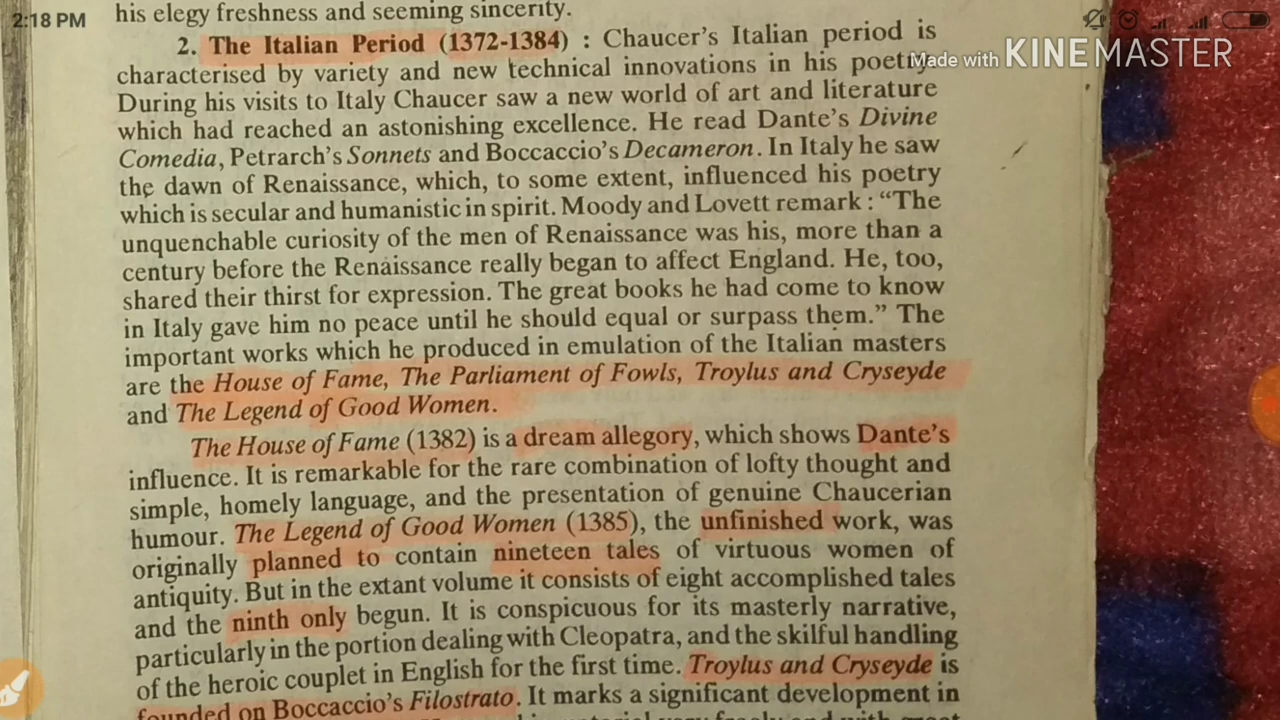 2:18 PM
Made with KINEMASTER
his elegy freshness and seeming sincerity.
2. The Italian Period (1372-1384) : Chaucer's Italian period is
characterised by variety and new technical innovations in his poetry.
During his visits to Italy Chaucer saw a new world of art and literature
which had reached an astonishing excellence. He read Dante's Divine
Comedia, Petrarch's Sonnets and Boccaccio's Decameron. In Italy he saw
the dawn of Renaissance, which, to some extent, influenced his poetry
which is secular and humanistic in spirit. Moody and Lovett remark : “The
unquenchable curiosity of the men of Renaissance was his, more than a
century before the Renaissance really began to affect England. He, too,
shared their thirst for expression. The great books he had come to know
in Italy gave him no peace until he should equal or surpass them.” The
important works which he produced in emulation of the Italian masters
are the House of Fame, The Parliament of Fowls, Troylus and Cryseyde
and The Legend of Good Women.
The House of Fame (1382) is a dream allegory, which shows Dante's
influence. It is remarkable for the rare combination of lofty thought and
simple, homely language, and the presentation of genuine Chaucerian
humour. The Legend of Good Women (1385), the unfinished work, was
originally planned to contain nineteen tales of virtuous women of
antiquity. But in the extant volume it consists of eight accomplished tales
and the ninth only begun. It is conspicuous for its masterly narrative,
particularly in the portion dealing with Cleopatra, and the skilful handling
of the heroic couplet in English for the first time. Troylus and Cryseyde is
founded on Boccaccio's Filostrato. It marks a significant development in